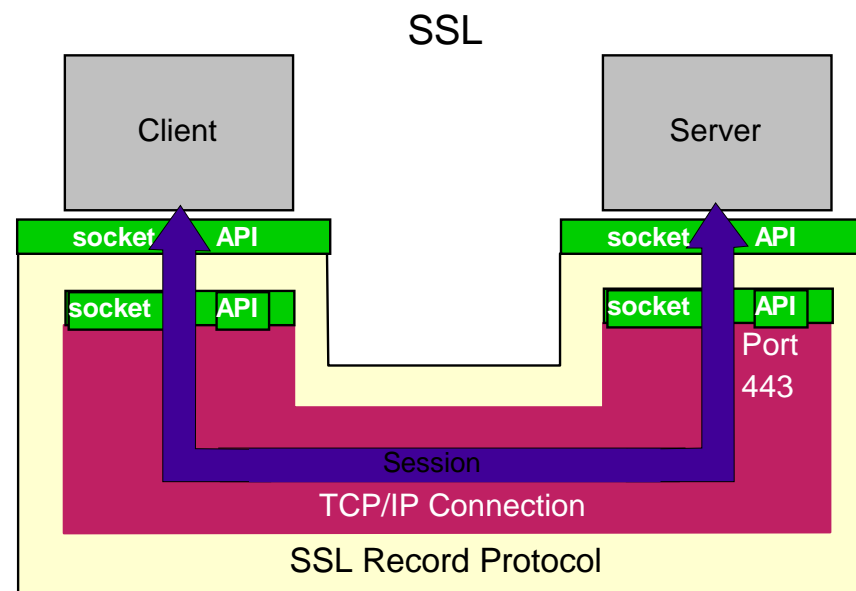 SSL
Client Server
socket API socket API
socket API socket API
Port
443
Session
TCP/IP Connection
SSL Record Protocol